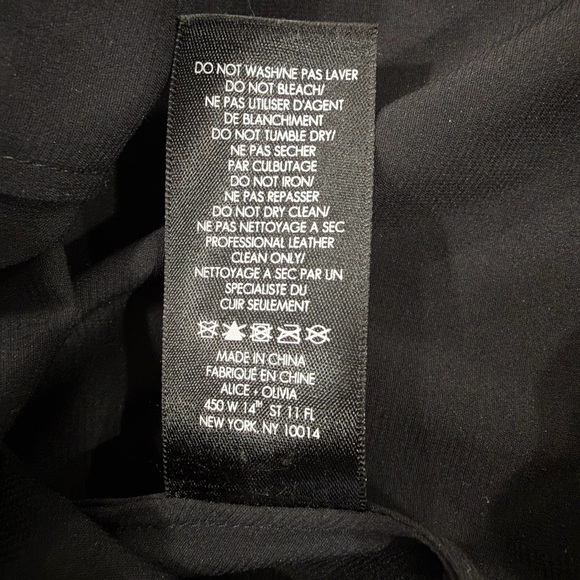 DO NOT WASH/NE PAS LAVER
DO NOT BLEACH/
NE PAS UTILISER D'AGENT
DE BLANCHIMENT
DO NOT TUMBLE DRY/
NE PAS SECHER
PAR CULBUTAGE
DO NOT IRON/
NE PAS REPASSER
DO NOT DRY CLEAN/
NE PAS NETTOYAGE A SEC
PROFESSIONAL LEATHER
CLEAN ONLY/
NETTOYAGE A SEC PAR UN
SPECIALISTE DU
CUIR SEULEMENT
MADE IN CHINA
FABRIQUÉ EN CHINE
ALICE + OLIVIA
450 W 14TH ST 11 FL
NEW YORK, NY 10014